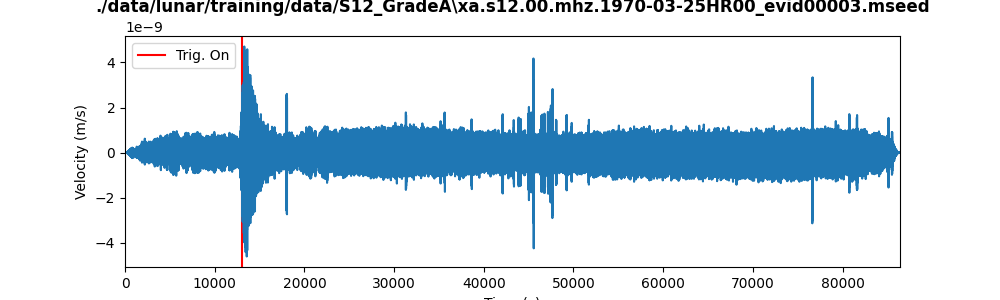 ./data/lunar/training/data/S12_GradeA\xa.s12.00.mhz.1970-03-25HR00_evid00003.mseed
1e−9
Trig. On
4
2
0
−2
−4
Velocity (m/s)
0 10000 20000 30000 40000 50000 60000 70000 80000
Time (s)